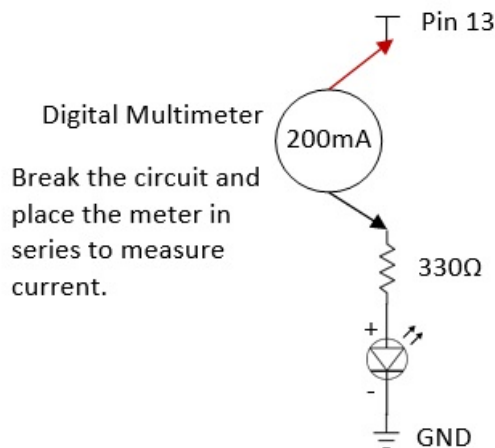 Pin 13
Digital Multimeter
200mA
Break the circuit and
place the meter in
series to measure
current.
330Ω
+
-
GND